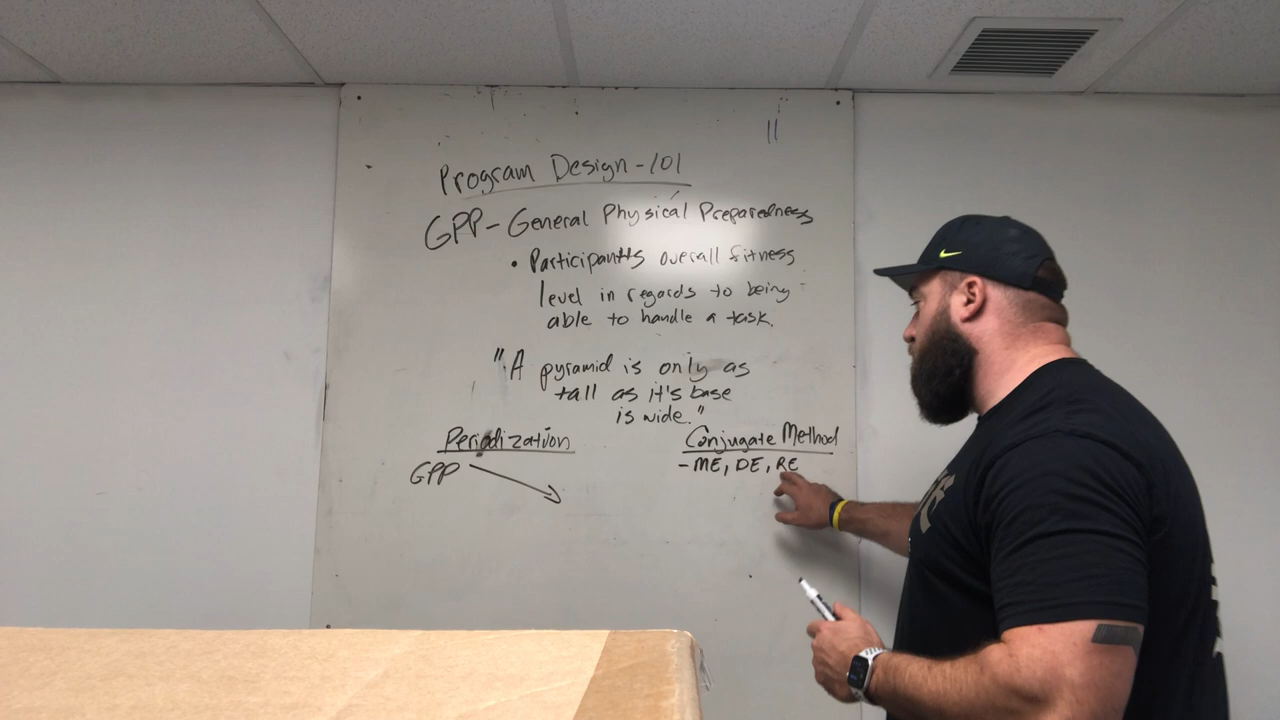 Program Design - 101
GPP - General Physical Preparedness
• Participants overall fitness
level in regards to being
able to handle a task.
"A pyramid is only as
tall as it's base
is wide."
Periodization
GPP
Conjugate Method
- ME, DE, RE